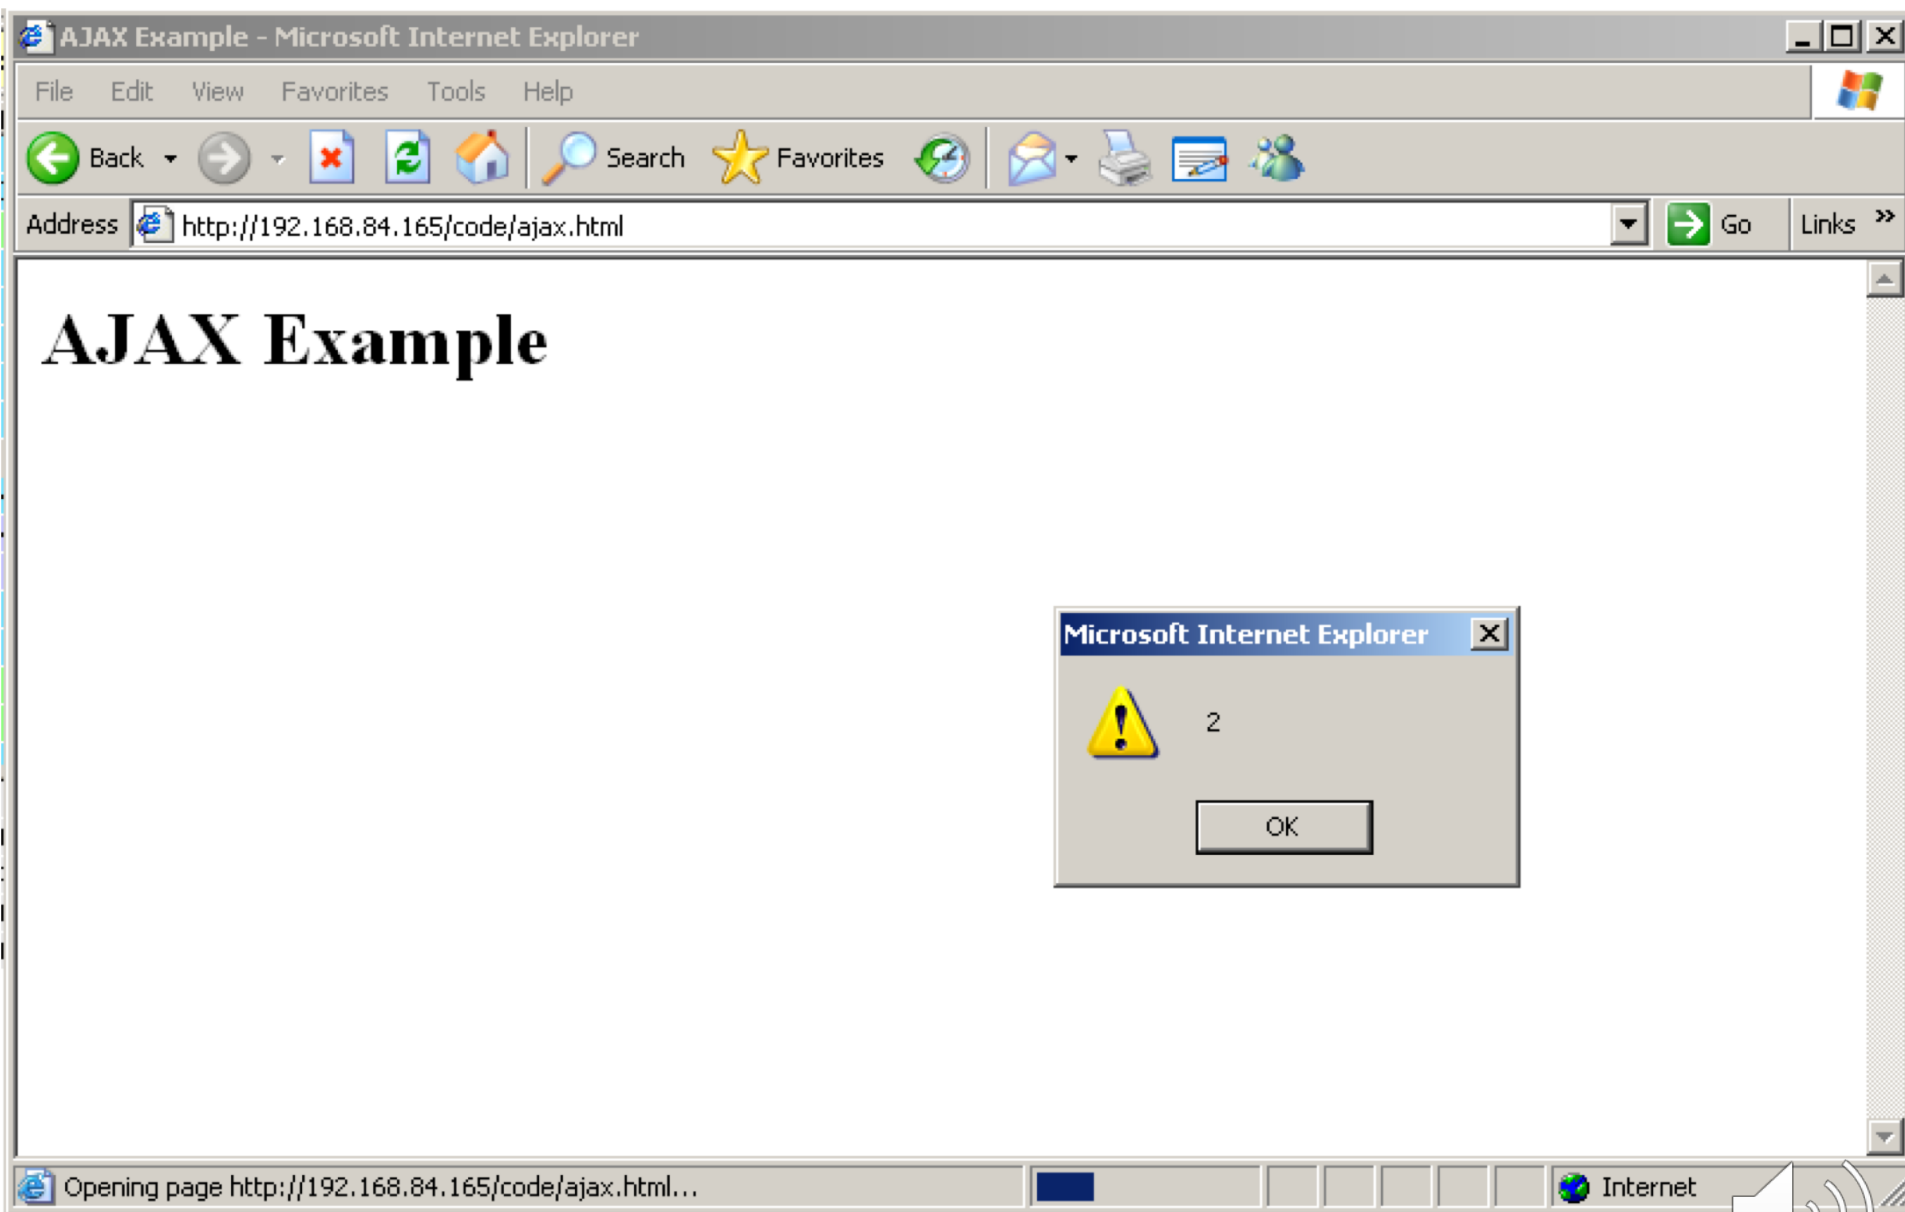 AJAX Example - Microsoft Internet Explorer
File Edit View Favorites Tools Help
Back Search Favorites
Address http://192.168.84.165/code/ajax.html Go Links »
AJAX Example
Microsoft Internet Explorer
2
OK
Opening page http://192.168.84.165/code/ajax.html... Internet